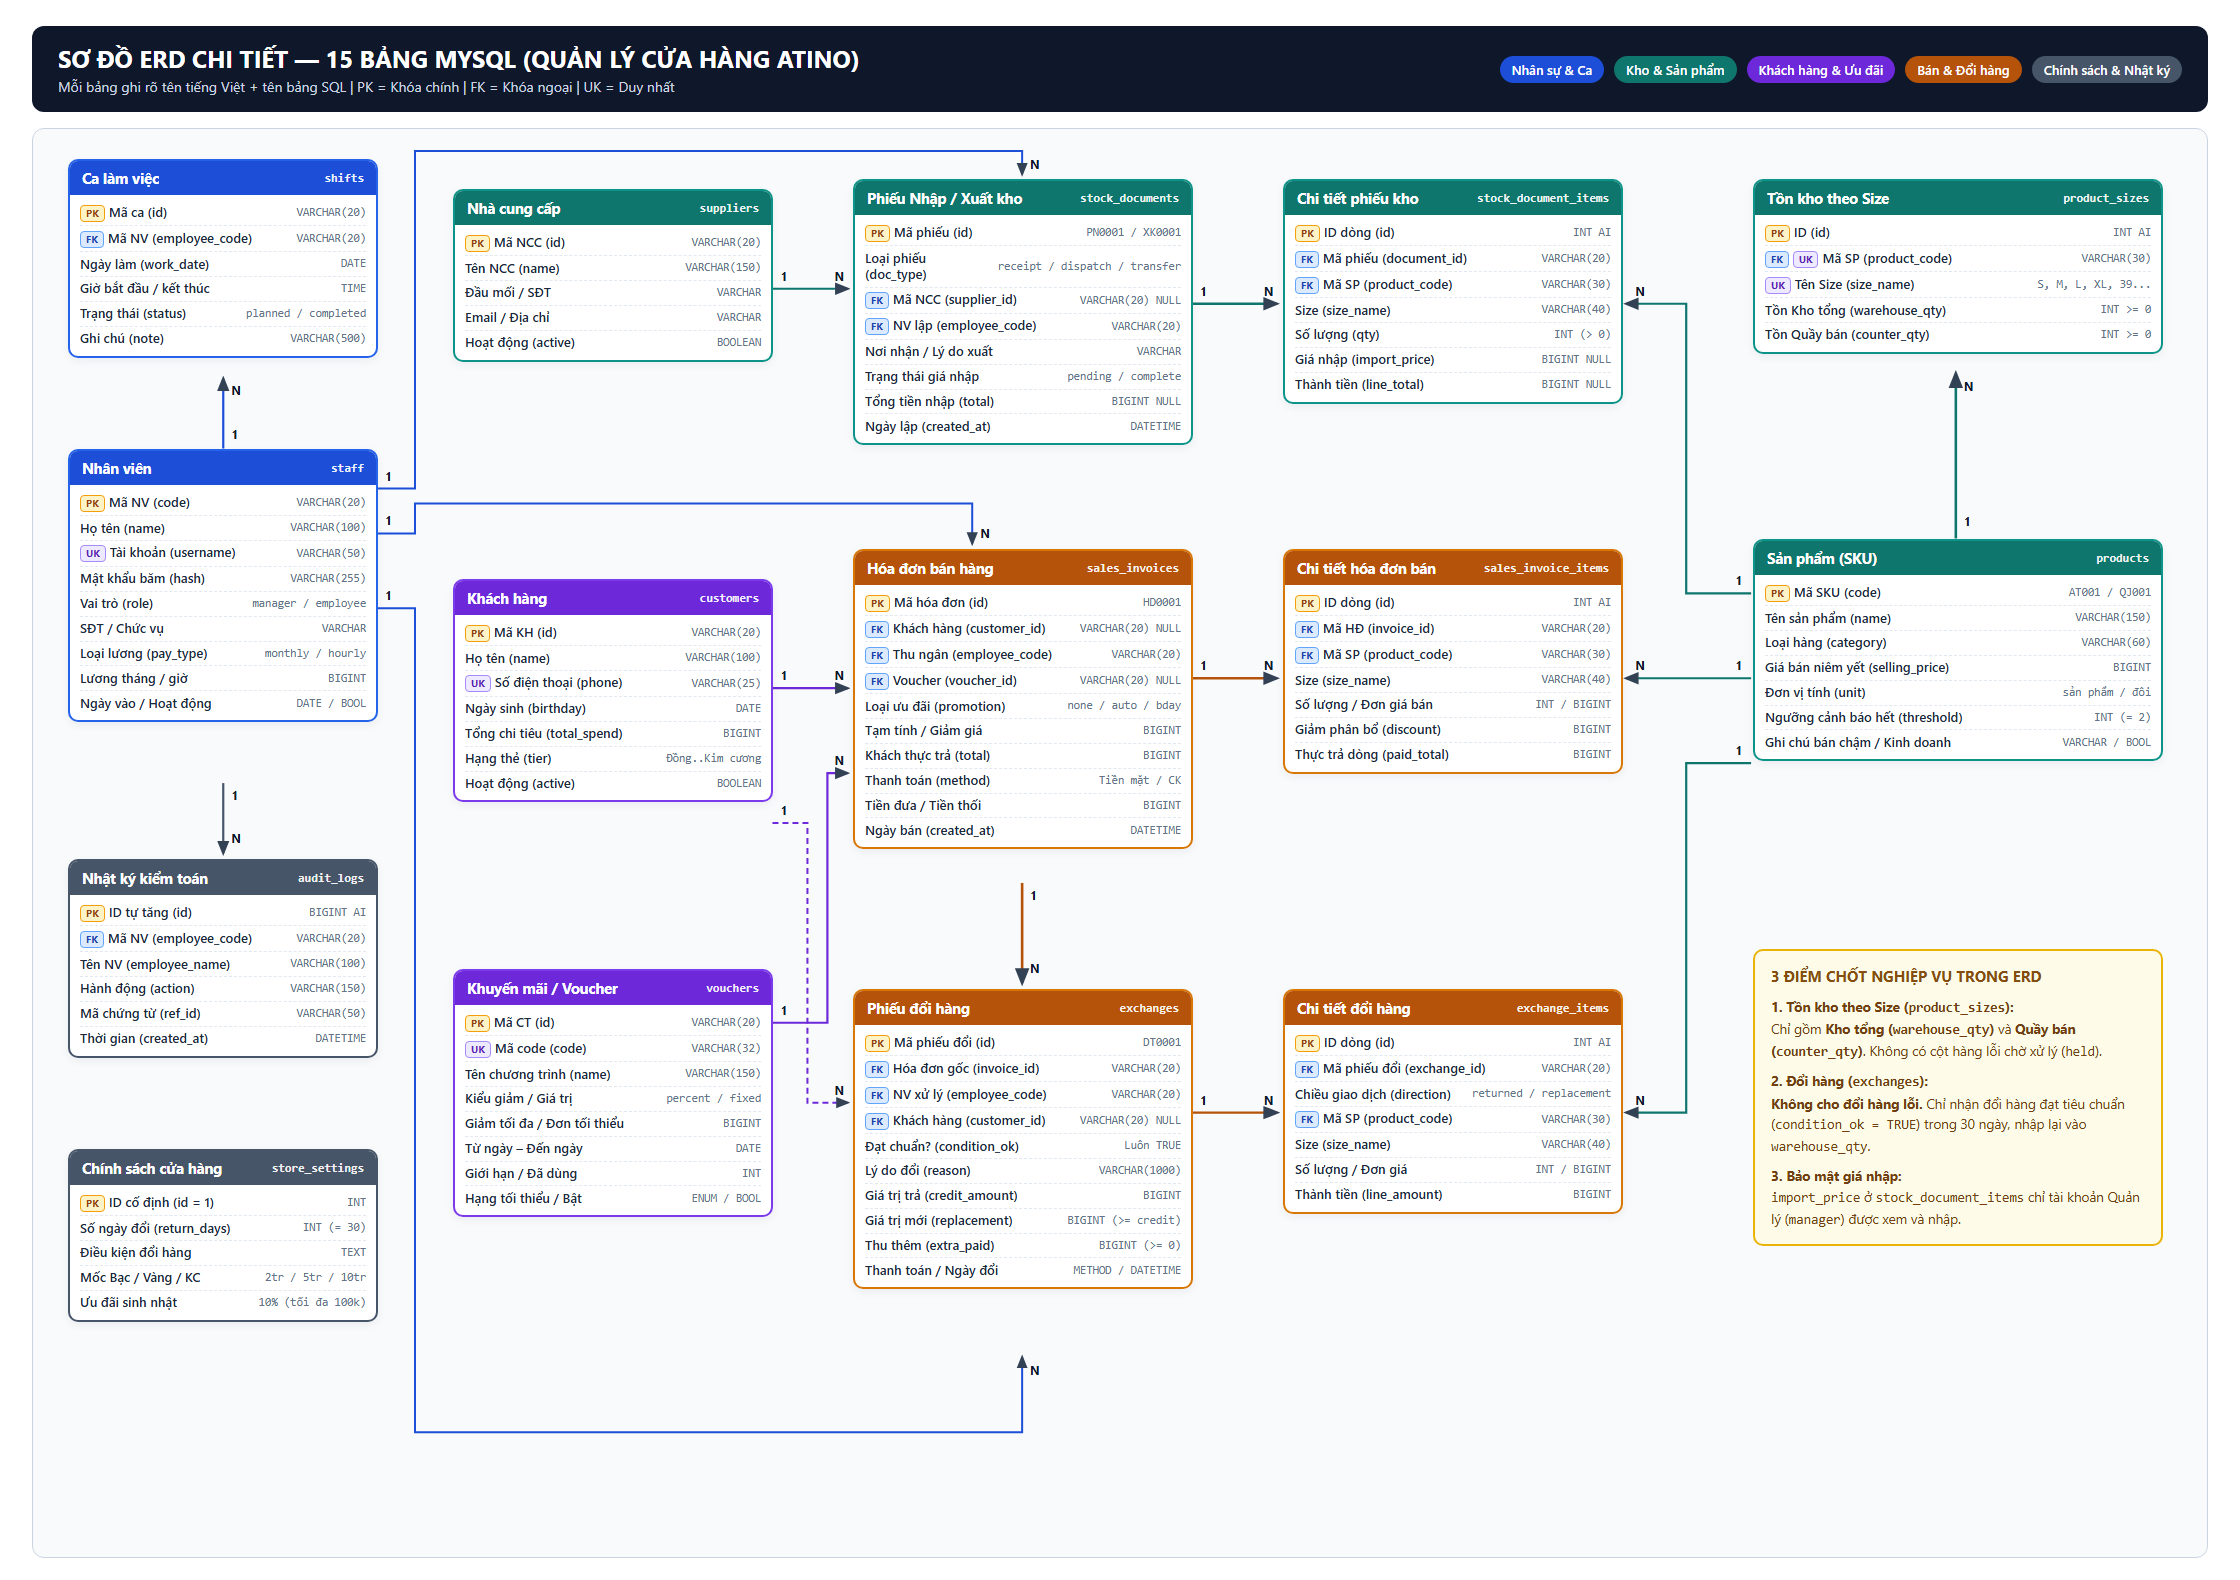 SƠ ĐỒ ERD CHI TIẾT — 15 BẢNG MYSQL (QUẢN LÝ CỬA HÀNG ATINO)
Mỗi bảng ghi rõ tên tiếng Việt + tên bảng SQL | PK = Khóa chính | FK = Khóa ngoại | UK = Duy nhất
Nhân sự & Ca
Kho & Sản phẩm
Khách hàng & Ưu đãi
Bán & Đổi hàng
Chính sách & Nhật ký
Ca làm việc shifts
PK Mã ca (id) VARCHAR(20)
FK Mã NV (employee_code) VARCHAR(20)
Ngày làm (work_date) DATE
Giờ bắt đầu / kết thúc TIME
Trạng thái (status) planned / completed
Ghi chú (note) VARCHAR(500)
N
1
Nhân viên staff
PK Mã NV (code) VARCHAR(20)
Họ tên (name) VARCHAR(100)
UK Tài khoản (username) VARCHAR(50)
Mật khẩu băm (hash) VARCHAR(255)
Vai trò (role) manager / employee
SĐT / Chức vụ VARCHAR
Loại lương (pay_type) monthly / hourly
Lương tháng / giờ BIGINT
Ngày vào / Hoạt động DATE / BOOL
1
1
1
1
N
Nhật ký kiểm toán audit_logs
PK ID tự tăng (id) BIGINT AI
FK Mã NV (employee_code) VARCHAR(20)
Tên NV (employee_name) VARCHAR(100)
Hành động (action) VARCHAR(150)
Mã chứng từ (ref_id) VARCHAR(50)
Thời gian (created_at) DATETIME
Chính sách cửa hàng store_settings
PK ID cố định (id = 1) INT
Số ngày đổi (return_days) INT (= 30)
Điều kiện đổi hàng TEXT
Mốc Bạc / Vàng / KC 2tr / 5tr / 10tr
Ưu đãi sinh nhật 10% (tối đa 100k)
Nhà cung cấp suppliers
PK Mã NCC (id) VARCHAR(20)
Tên NCC (name) VARCHAR(150)
Đầu mối / SĐT VARCHAR
Email / Địa chỉ VARCHAR
Hoạt động (active) BOOLEAN
1 N
Khách hàng customers
PK Mã KH (id) VARCHAR(20)
Họ tên (name) VARCHAR(100)
UK Số điện thoại (phone) VARCHAR(25)
Ngày sinh (birthday) DATE
Tổng chi tiêu (total_spend) BIGINT
Hạng thẻ (tier) Đồng..Kim cương
Hoạt động (active) BOOLEAN
1 N
1 N
Khuyến mãi / Voucher vouchers
PK Mã CT (id) VARCHAR(20)
UK Mã code (code) VARCHAR(32)
Tên chương trình (name) VARCHAR(150)
Kiểu giảm / Giá trị percent / fixed
Giảm tối đa / Đơn tối thiểu BIGINT
Từ ngày – Đến ngày DATE
Giới hạn / Đã dùng INT
Hạng tối thiểu / Bật ENUM / BOOL
1 N
N
Phiếu Nhập / Xuất kho stock_documents
PK Mã phiếu (id) PN0001 / XK0001
Loại phiếu
(doc_type) receipt / dispatch / transfer
FK Mã NCC (supplier_id) VARCHAR(20) NULL
FK NV lập (employee_code) VARCHAR(20)
Nơi nhận / Lý do xuất VARCHAR
Trạng thái giá nhập pending / complete
Tổng tiền nhập (total) BIGINT NULL
Ngày lập (created_at) DATETIME
1 N
N
Hóa đơn bán hàng sales_invoices
PK Mã hóa đơn (id) HD0001
FK Khách hàng (customer_id) VARCHAR(20) NULL
FK Thu ngân (employee_code) VARCHAR(20)
FK Voucher (voucher_id) VARCHAR(20) NULL
Loại ưu đãi (promotion) none / auto / bday
Tạm tính / Giảm giá BIGINT
Khách thực trả (total) BIGINT
Thanh toán (method) Tiền mặt / CK
Tiền đưa / Tiền thối BIGINT
Ngày bán (created_at) DATETIME
1 N
1
N
Phiếu đổi hàng exchanges
PK Mã phiếu đổi (id) DT0001
FK Hóa đơn gốc (invoice_id) VARCHAR(20)
FK NV xử lý (employee_code) VARCHAR(20)
FK Khách hàng (customer_id) VARCHAR(20) NULL
Đạt chuẩn? (condition_ok) Luôn TRUE
Lý do đổi (reason) VARCHAR(1000)
Giá trị trả (credit_amount) BIGINT
Giá trị mới (replacement) BIGINT (>= credit)
Thu thêm (extra_paid) BIGINT (>= 0)
Thanh toán / Ngày đổi METHOD / DATETIME
1 N
N
Chi tiết phiếu kho stock_document_items
PK ID dòng (id) INT AI
FK Mã phiếu (document_id) VARCHAR(20)
FK Mã SP (product_code) VARCHAR(30)
Size (size_name) VARCHAR(40)
Số lượng (qty) INT (> 0)
Giá nhập (import_price) BIGINT NULL
Thành tiền (line_total) BIGINT NULL
N
Chi tiết hóa đơn bán sales_invoice_items
PK ID dòng (id) INT AI
FK Mã HĐ (invoice_id) VARCHAR(20)
FK Mã SP (product_code) VARCHAR(30)
Size (size_name) VARCHAR(40)
Số lượng / Đơn giá bán INT / BIGINT
Giảm phân bổ (discount) BIGINT
Thực trả dòng (paid_total) BIGINT
N
Chi tiết đổi hàng exchange_items
PK ID dòng (id) INT AI
FK Mã phiếu đổi (exchange_id) VARCHAR(20)
Chiều giao dịch (direction) returned / replacement
FK Mã SP (product_code) VARCHAR(30)
Size (size_name) VARCHAR(40)
Số lượng / Đơn giá INT / BIGINT
Thành tiền (line_amount) BIGINT
N
Tồn kho theo Size product_sizes
PK ID (id) INT AI
FK UK Mã SP (product_code) VARCHAR(30)
UK Tên Size (size_name) S, M, L, XL, 39...
Tồn Kho tổng (warehouse_qty) INT >= 0
Tồn Quầy bán (counter_qty) INT >= 0
N
1
Sản phẩm (SKU) products
PK Mã SKU (code) AT001 / QJ001
Tên sản phẩm (name) VARCHAR(150)
Loại hàng (category) VARCHAR(60)
Giá bán niêm yết (selling_price) BIGINT
Đơn vị tính (unit) sản phẩm / đôi
Ngưỡng cảnh báo hết (threshold) INT (= 2)
Ghi chú bán chậm / Kinh doanh VARCHAR / BOOL
1
1
1
3 ĐIỂM CHỐT NGHIỆP VỤ TRONG ERD
1. Tồn kho theo Size (product_sizes):
Chỉ gồm Kho tổng (warehouse_qty) và Quầy bán
(counter_qty). Không có cột hàng lỗi chờ xử lý (held).
2. Đổi hàng (exchanges):
Không cho đổi hàng lỗi. Chỉ nhận đổi hàng đạt tiêu chuẩn
(condition_ok = TRUE) trong 30 ngày, nhập lại vào
warehouse_qty.
3. Bảo mật giá nhập:
import_price ở stock_document_items chỉ tài khoản Quản
lý (manager) được xem và nhập.